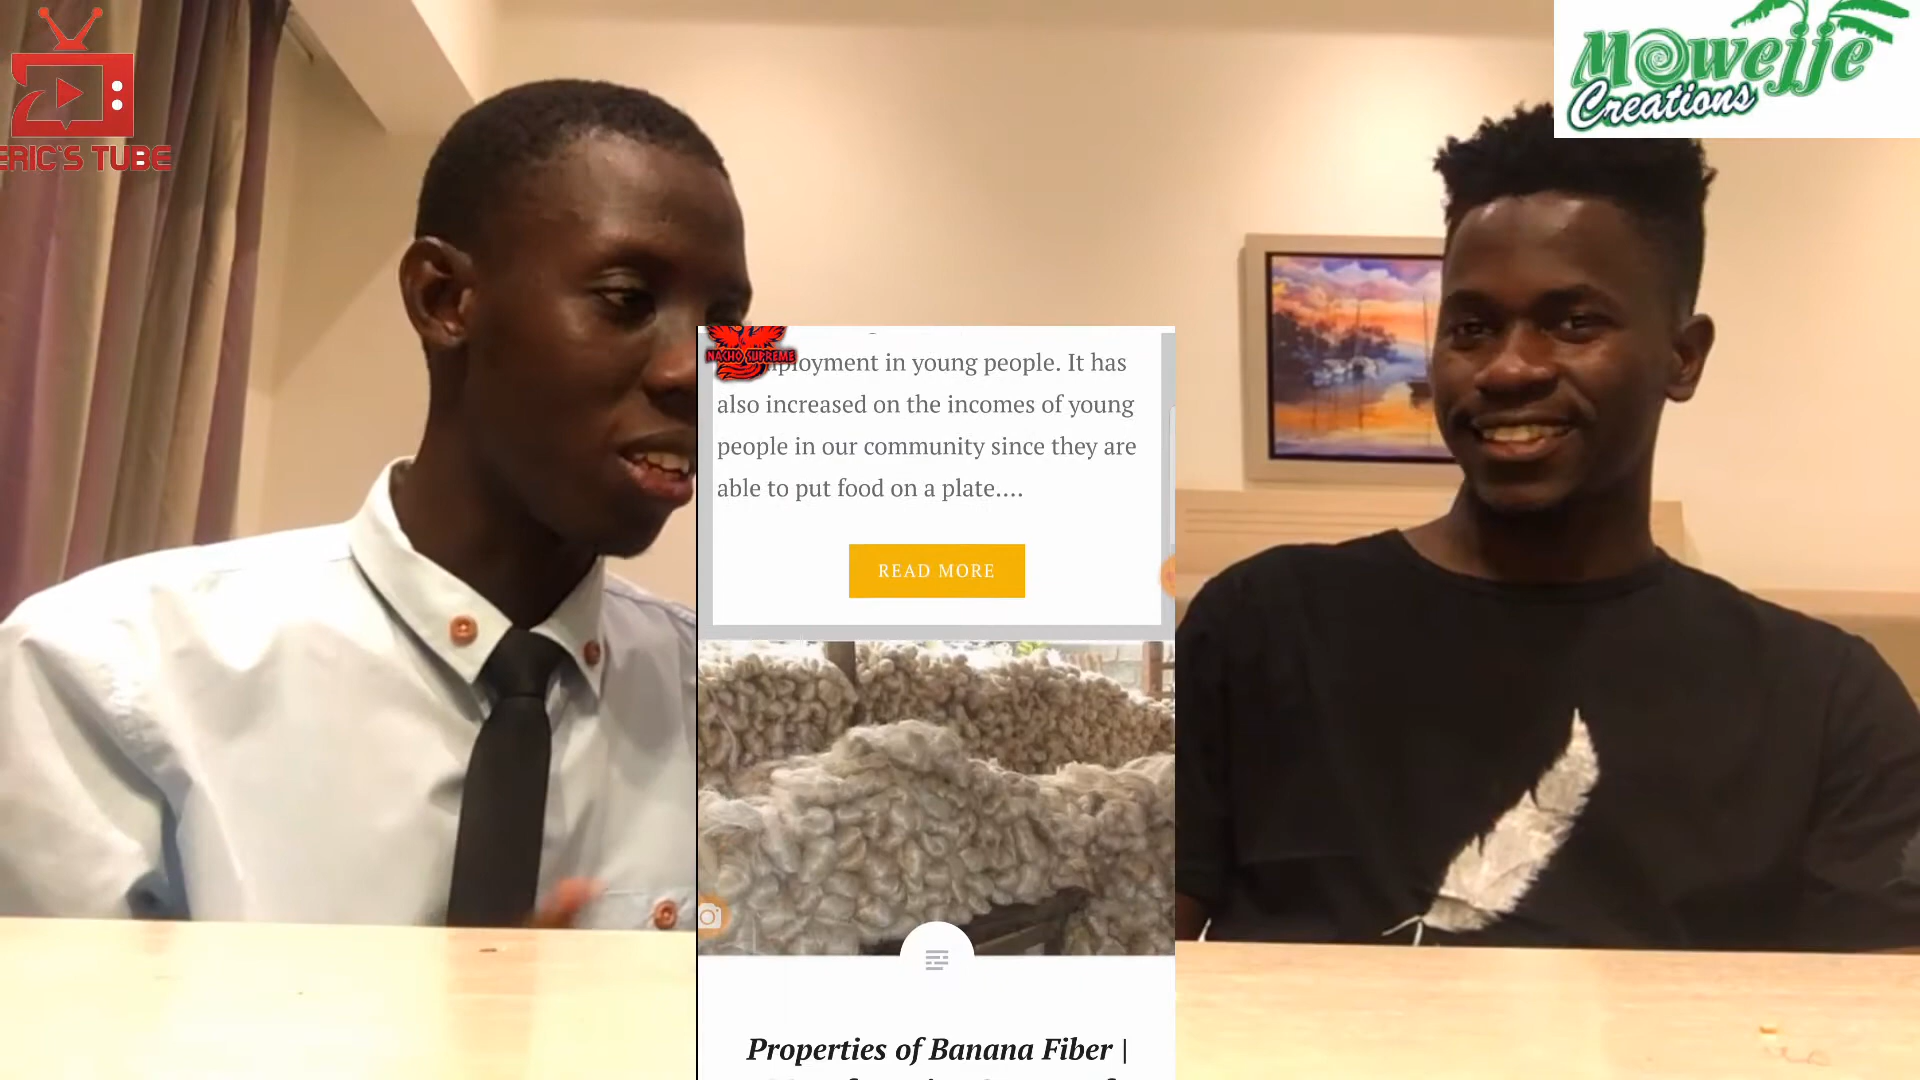 ERIC'S TUBE
Mowejje
Creations
NACHO SUPREME
ployment in young people. It has
also increased on the incomes of young
people in our community since they are
able to put food on a plate....
READ MORE
Properties of Banana Fiber |